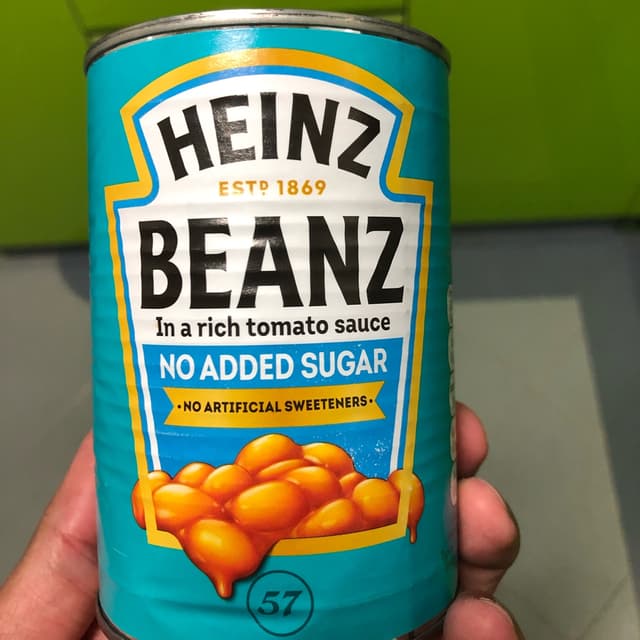 HEINZ
ESTD 1869
BEANZ
In a rich tomato sauce
NO ADDED SUGAR
• NO ARTIFICIAL SWEETENERS •
57